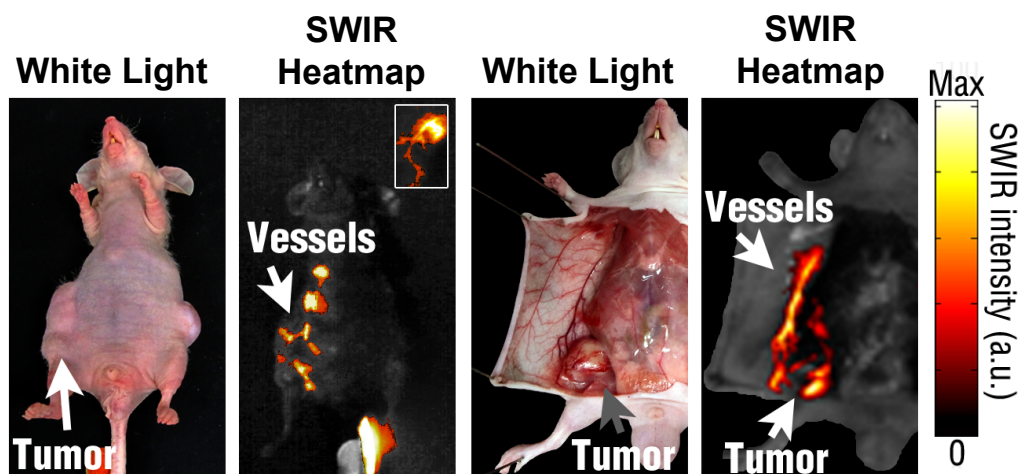 White Light
SWIR
Heatmap
White Light
SWIR
Heatmap
Vessels
Tumor
Vessels
Tumor
Tumor
Max
SWIR intensity (a.u.)
0